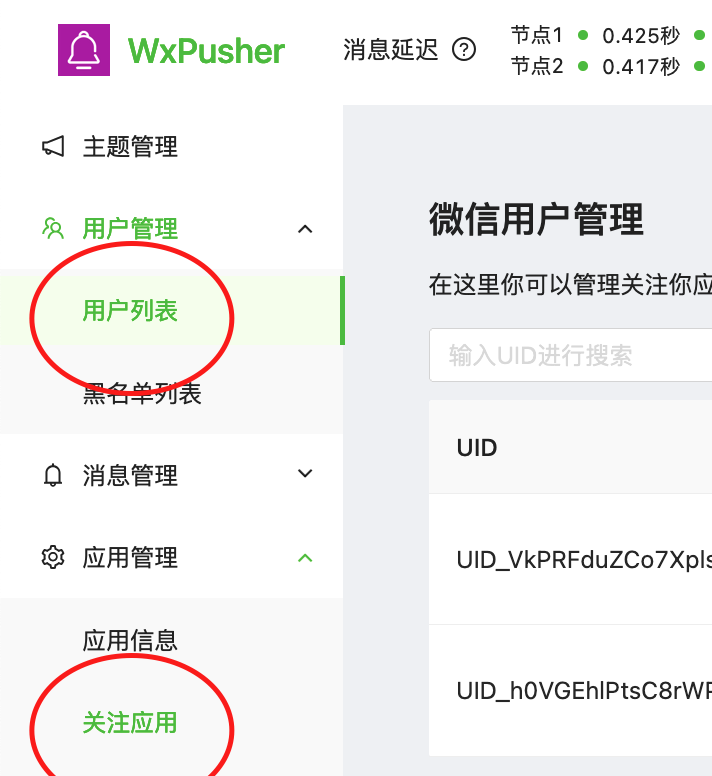 WxPusher
消息延迟 ?
节点1 0.425秒
节点2 0.417秒
主题管理
用户管理
用户列表
黑名单列表
消息管理
应用管理
应用信息
关注应用
微信用户管理
在这里你可以管理关注你应
输入UID进行搜索
UID
UID_VkPRFduZCo7Xpls
UID_h0VGEhlPtsC8rWP